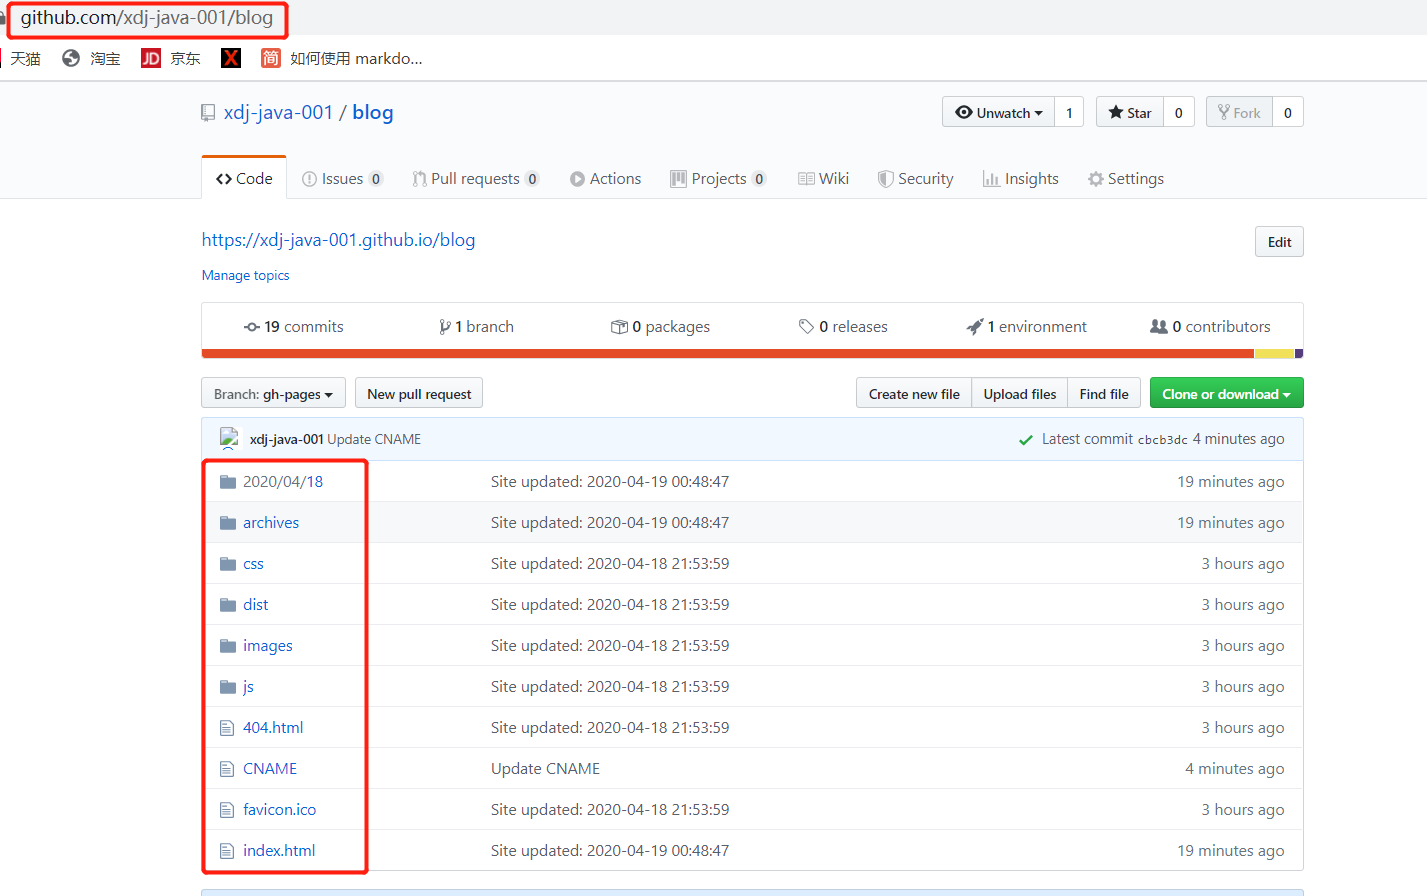 github.com/xdj-java-001/blog
天猫 淘宝 JD 京东 X 简 如何使用 markdo...
xdj-java-001 / blog Unwatch 1 Star 0 Fork 0
Code Issues 0 Pull requests 0 Actions Projects 0 Wiki Security Insights Settings
https://xdj-java-001.github.io/blog Edit
Manage topics
19 commits 1 branch 0 packages 0 releases 1 environment 0 contributors
Branch: gh-pages New pull request Create new file Upload files Find file Clone or download
xdj-java-001 Update CNAME Latest commit cbcb3dc 4 minutes ago
2020/04/18 Site updated: 2020-04-19 00:48:47 19 minutes ago
archives Site updated: 2020-04-19 00:48:47 19 minutes ago
css Site updated: 2020-04-18 21:53:59 3 hours ago
dist Site updated: 2020-04-18 21:53:59 3 hours ago
images Site updated: 2020-04-18 21:53:59 3 hours ago
js Site updated: 2020-04-18 21:53:59 3 hours ago
404.html Site updated: 2020-04-18 21:53:59 3 hours ago
CNAME Update CNAME 4 minutes ago
favicon.ico Site updated: 2020-04-18 21:53:59 3 hours ago
index.html Site updated: 2020-04-19 00:48:47 19 minutes ago